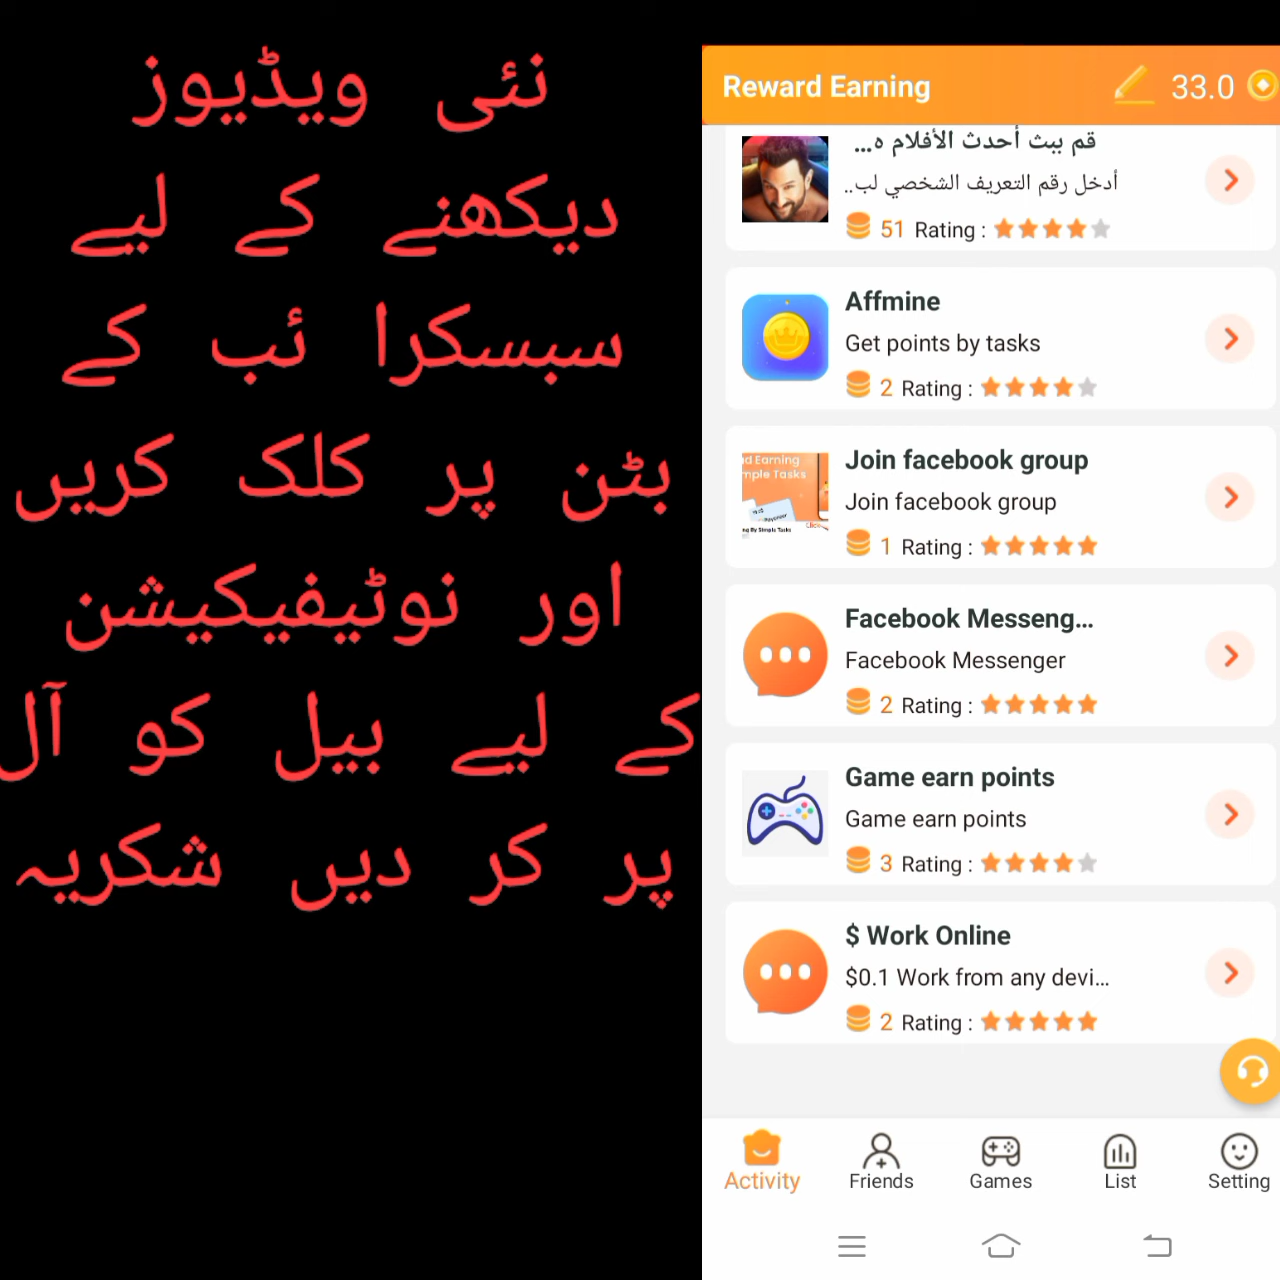 نئی ویڈیوز
دیکھنے کے لیے
سبسکرا ئب کے
بٹن پر کلک کریں
اور نوٹیفیکیشن
کے لیے بیل کو آل
پر کر دیں شکریہ
Reward Earning 33.0
قم ببث أحدث الأفلام ه...
أدخل رقم التعريف الشخصي لب..
51 Rating :
Affmine
Get points by tasks
2 Rating :
Join facebook group
Join facebook group
1 Rating :
Facebook Messeng...
Facebook Messenger
2 Rating :
Game earn points
Game earn points
3 Rating :
$ Work Online
$0.1 Work from any devi...
2 Rating :
Activity Friends Games List Setting